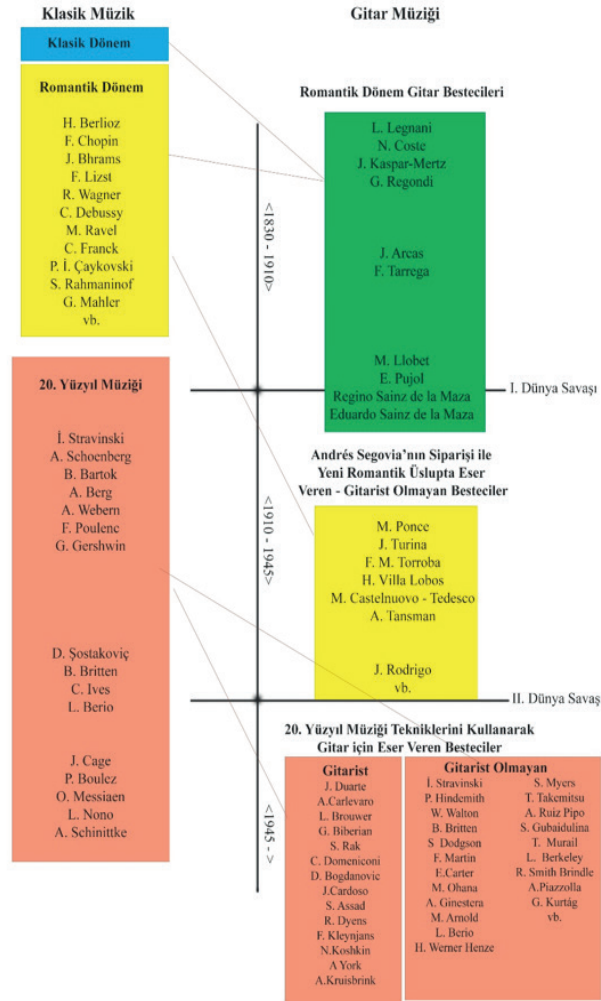 Klasik Müzik
Klasik Dönem
Romantik Dönem
H. Berlioz
F. Chopin
J. Bhrams
F. Lizst
R. Wagner
C. Debussy
M. Ravel
C. Franck
P. İ. Çaykovski
S. Rahmaninof
G. Mahler
vb.
20. Yüzyıl Müziği
İ. Stravinski
A. Schoenberg
B. Bartok
A. Berg
A. Webern
F. Poulenc
G. Gershwin
D. Şostakoviç
B. Britten
C. Ives
L. Berio
J. Cage
P. Boulez
O. Messiaen
L. Nono
A. Schinittke
<1830 - 1910>
<1910 - 1945>
<1945 - >
Gitar Müziği
Romantik Dönem Gitar Bestecileri
L. Legnani
N. Coste
J. Kaspar-Mertz
G. Regondi
J. Arcas
F. Tarrega
M. Llobet
E. Pujol
Regino Sainz de la Maza
Eduardo Sainz de la Maza
I. Dünya Savaşı
Andrés Segovia'nın Siparişi ile
Yeni Romantik Üslupta Eser
Veren - Gitarist Olmayan Besteciler
M. Ponce
J. Turina
F. M. Torroba
H. Villa Lobos
M. Castelnuovo - Tedesco
A. Tansman
J. Rodrigo
vb.
II. Dünya Savaşı
20. Yüzyıl Müziği Tekniklerini Kullanarak
Gitar için Eser Veren Besteciler
Gitarist
J. Duarte
A.Carlevaro
L. Brouwer
G. Biberian
S. Rak
C. Domeniconi
D. Bogdanovic
J.Cardoso
S. Assad
R. Dyens
F. Kleynjans
N.Koshkin
A York
A.Kruisbrink
Gitarist Olmayan
İ. Stravinski
P. Hindemith
W. Walton
B. Britten
S Dodgson
F. Martin
E.Carter
M. Ohana
A. Ginestera
M. Arnold
L. Berio
H. Werner Henze
S. Myers
T. Takemitsu
A. Ruiz Pipo
S. Gubaidulina
T. Murail
L. Berkeley
R. Smith Brindle
A.Piazzolla
G. Kurtág
vb.